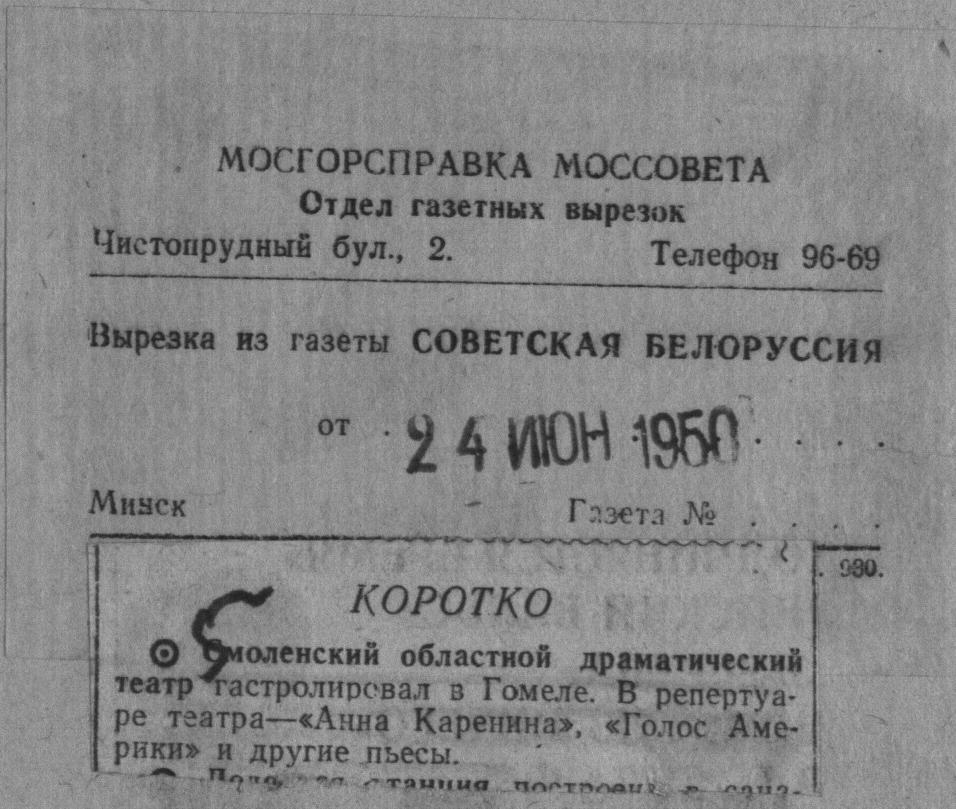 МОСГОРСПРАВКА МОССОВЕТА
Отдел газетных вырезок
Чистопрудный бул., 2. Телефон 96-69
Вырезка из газеты СОВЕТСКАЯ БЕЛОРУССИЯ
от . 24 ИЮН 1950 . . . .
Минск Газета № . . . .
930.
КОРОТКО
Смоленский областной драматический
театр гастролировал в Гомеле. В репертуа-
ре театра—«Анна Каренина», «Голос Аме-
рики» и другие пьесы.
станция